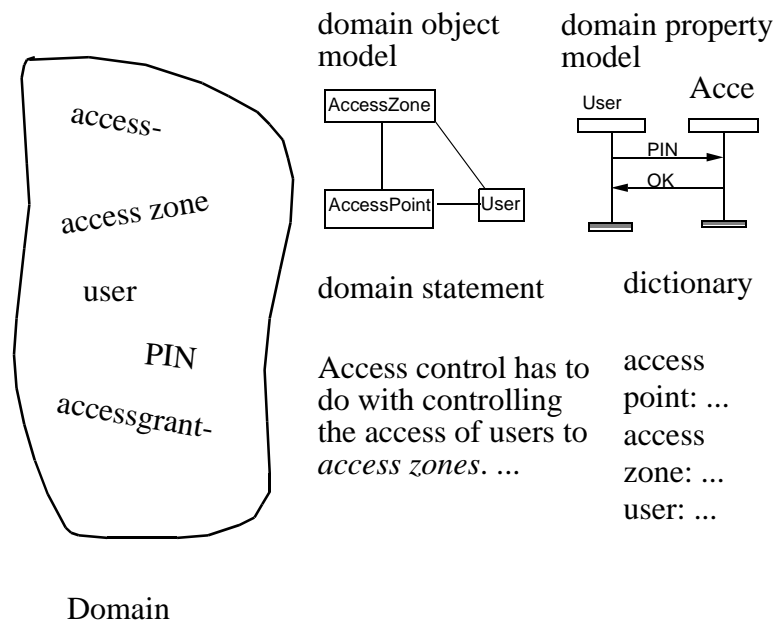 access-
access zone
user
PIN
accessgrant-
Domain
domain object
model
AccessZone
AccessPoint
User
domain property
model
User
Acce
PIN
OK
domain statement
Access control has to
do with controlling
the access of users to
access zones. ...
dictionary
access
point: ...
access
zone: ...
user: ...